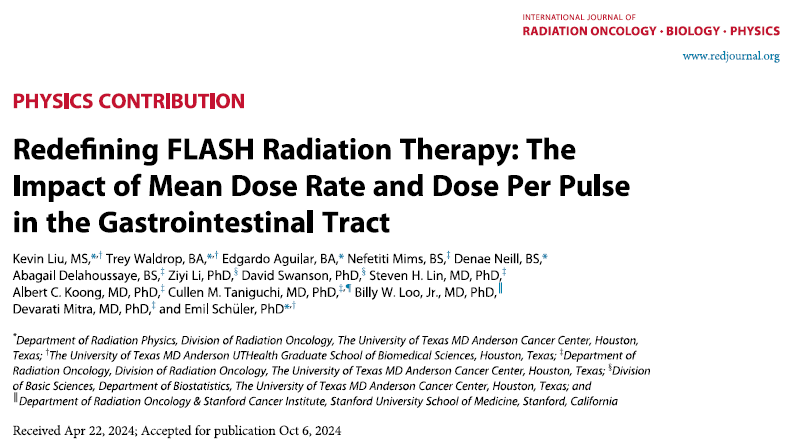 INTERNATIONAL JOURNAL OF
RADIATION ONCOLOGY • BIOLOGY • PHYSICS
www.redjournal.org
PHYSICS CONTRIBUTION
Redefining FLASH Radiation Therapy: The
Impact of Mean Dose Rate and Dose Per Pulse
in the Gastrointestinal Tract
Kevin Liu, MS,*,† Trey Waldrop, BA,*,† Edgardo Aguilar, BA,* Nefetiti Mims, BS,‡ Denae Neill, BS,*
Abagail Delahoussaye, BS,‡ Ziyi Li, PhD,§ David Swanson, PhD,§ Steven H. Lin, MD, PhD,‡
Albert C. Koong, MD, PhD,‡ Cullen M. Taniguchi, MD, PhD,‡,¶ Billy W. Loo, Jr., MD, PhD,‖
Devarati Mitra, MD, PhD,‡ and Emil Schüler, PhD*,†
*Department of Radiation Physics, Division of Radiation Oncology, The University of Texas MD Anderson Cancer Center, Houston,
Texas; †The University of Texas MD Anderson UTHealth Graduate School of Biomedical Sciences, Houston, Texas; ‡Department of
Radiation Oncology, Division of Radiation Oncology, The University of Texas MD Anderson Cancer Center, Houston, Texas; §Division
of Basic Sciences, Department of Biostatistics, The University of Texas MD Anderson Cancer Center, Houston, Texas; and
‖Department of Radiation Oncology & Stanford Cancer Institute, Stanford University School of Medicine, Stanford, California
Received Apr 22, 2024; Accepted for publication Oct 6, 2024